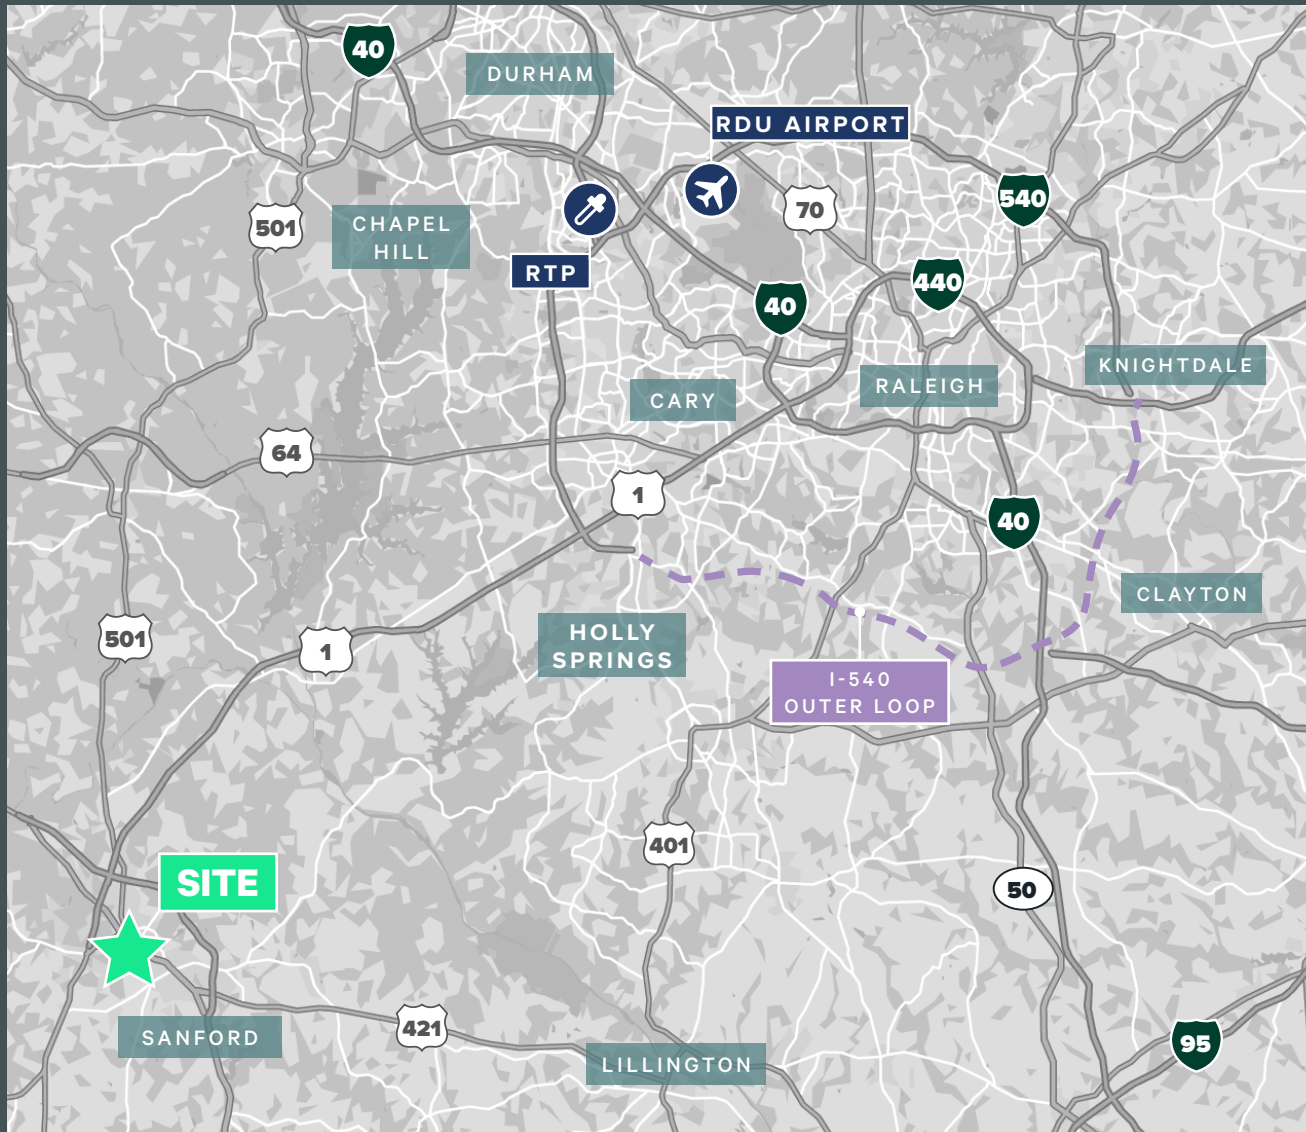 40
DURHAM
RDU AIRPORT
540
70
501
CHAPEL
HILL
RTP
440
40
KNIGHTDALE
RALEIGH
CARY
64
1
40
CLAYTON
501
1
HOLLY
SPRINGS
I-540
OUTER LOOP
401
SITE
50
421
SANFORD
95
LILLINGTON